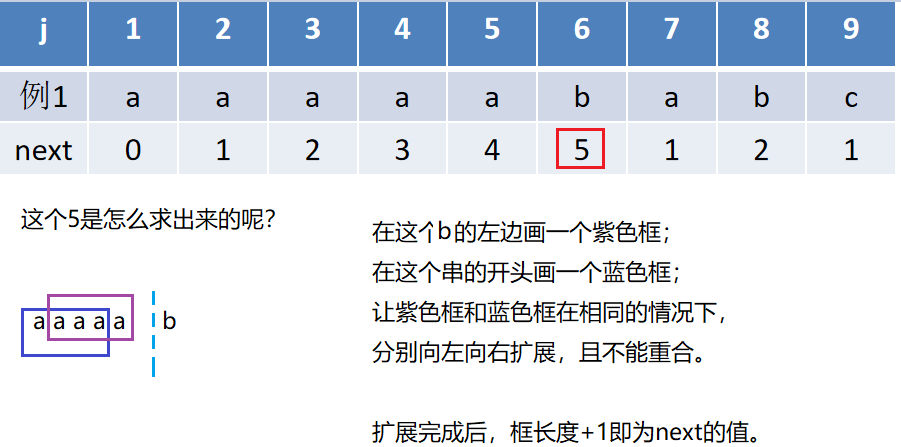 j 1 2 3 4 5 6 7 8 9
例1 a a a a a b a b c
next 0 1 2 3 4 5 1 2 1
这个5是怎么求出来的呢?
在这个b的左边画一个紫色框;
在这个串的开头画一个蓝色框;
让紫色框和蓝色框在相同的情况下,
分别向左向右扩展,且不能重合。
a a a a a b
扩展完成后,框长度+1即为next的值。